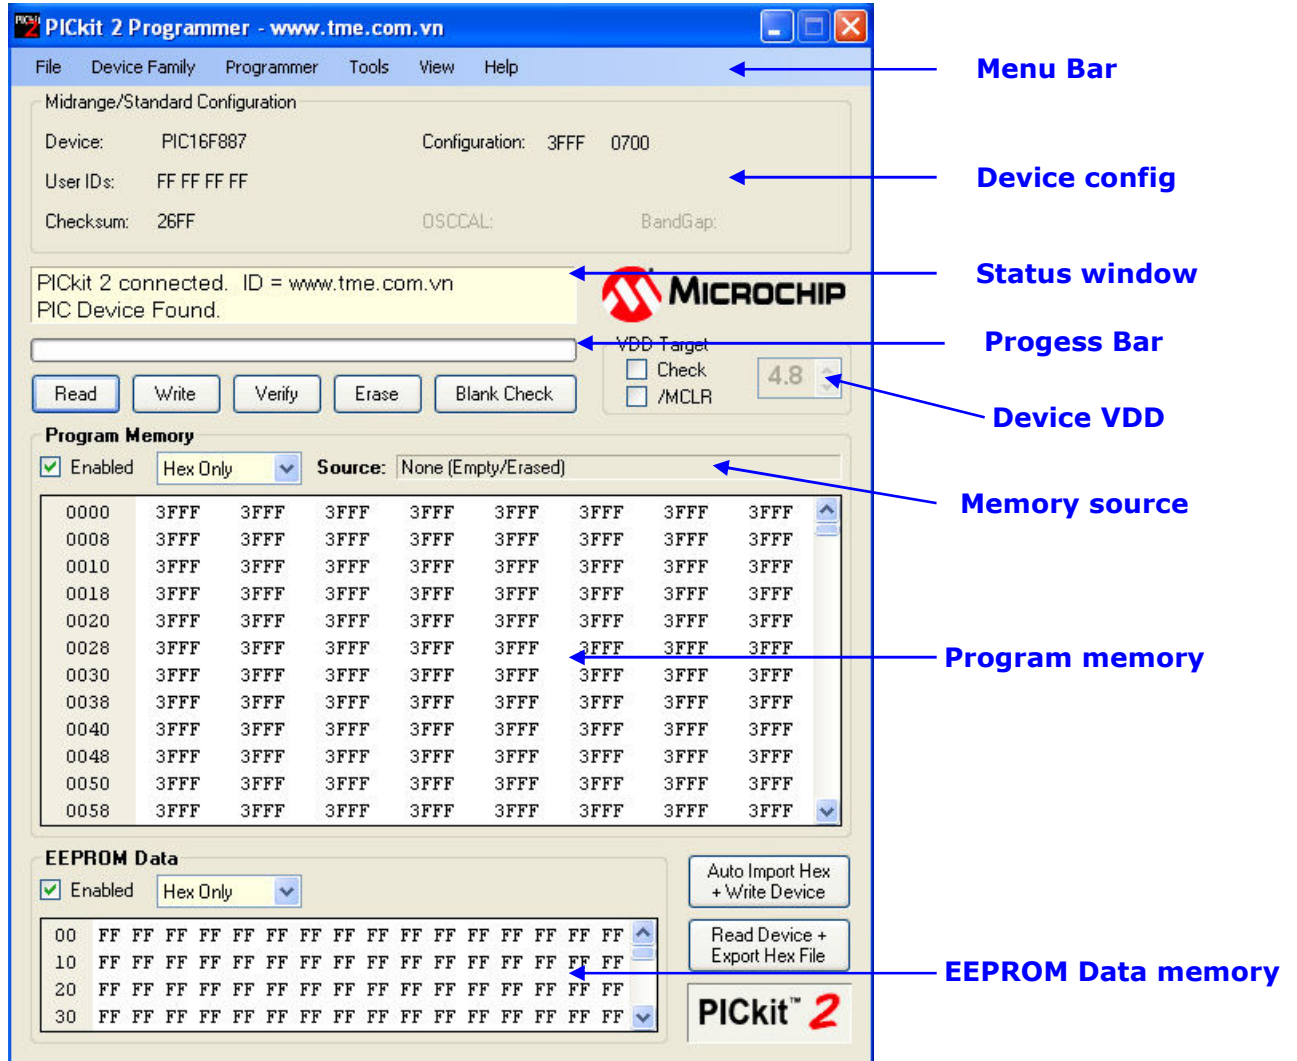 PICkit 2 Programmer - www.tme.com.vn
File Device Family Programmer Tools View Help
Menu Bar
Midrange/Standard Configuration
Device: PIC16F887 Configuration: 3FFF 0700
User IDs: FF FF FF FF
Device config
Checksum: 26FF OSCCAL: BandGap:
PICkit 2 connected. ID = www.tme.com.vn
PIC Device Found.
Status window
MICROCHIP
Progess Bar
VDD Target
Check
/MCLR
4.8
Read Write Verify Erase Blank Check
Device VDD
Program Memory
Enabled Hex Only Source: None (Empty/Erased)
Memory source
0000 3FFF 3FFF 3FFF 3FFF 3FFF 3FFF 3FFF 3FFF
0008 3FFF 3FFF 3FFF 3FFF 3FFF 3FFF 3FFF 3FFF
0010 3FFF 3FFF 3FFF 3FFF 3FFF 3FFF 3FFF 3FFF
0018 3FFF 3FFF 3FFF 3FFF 3FFF 3FFF 3FFF 3FFF
0020 3FFF 3FFF 3FFF 3FFF 3FFF 3FFF 3FFF 3FFF
0028 3FFF 3FFF 3FFF 3FFF 3FFF 3FFF 3FFF 3FFF
Program memory
0030 3FFF 3FFF 3FFF 3FFF 3FFF 3FFF 3FFF 3FFF
0038 3FFF 3FFF 3FFF 3FFF 3FFF 3FFF 3FFF 3FFF
0040 3FFF 3FFF 3FFF 3FFF 3FFF 3FFF 3FFF 3FFF
0048 3FFF 3FFF 3FFF 3FFF 3FFF 3FFF 3FFF 3FFF
0050 3FFF 3FFF 3FFF 3FFF 3FFF 3FFF 3FFF 3FFF
0058 3FFF 3FFF 3FFF 3FFF 3FFF 3FFF 3FFF 3FFF
EEPROM Data
Enabled Hex Only
Auto Import Hex
+ Write Device
00 FF FF FF FF FF FF FF FF FF FF FF FF FF FF FF FF
10 FF FF FF FF FF FF FF FF FF FF FF FF FF FF FF FF
20 FF FF FF FF FF FF FF FF FF FF FF FF FF FF FF FF
30 FF FF FF FF FF FF FF FF FF FF FF FF FF FF FF FF
Read Device +
Export Hex File
EEPROM Data memory
PICkit™ 2